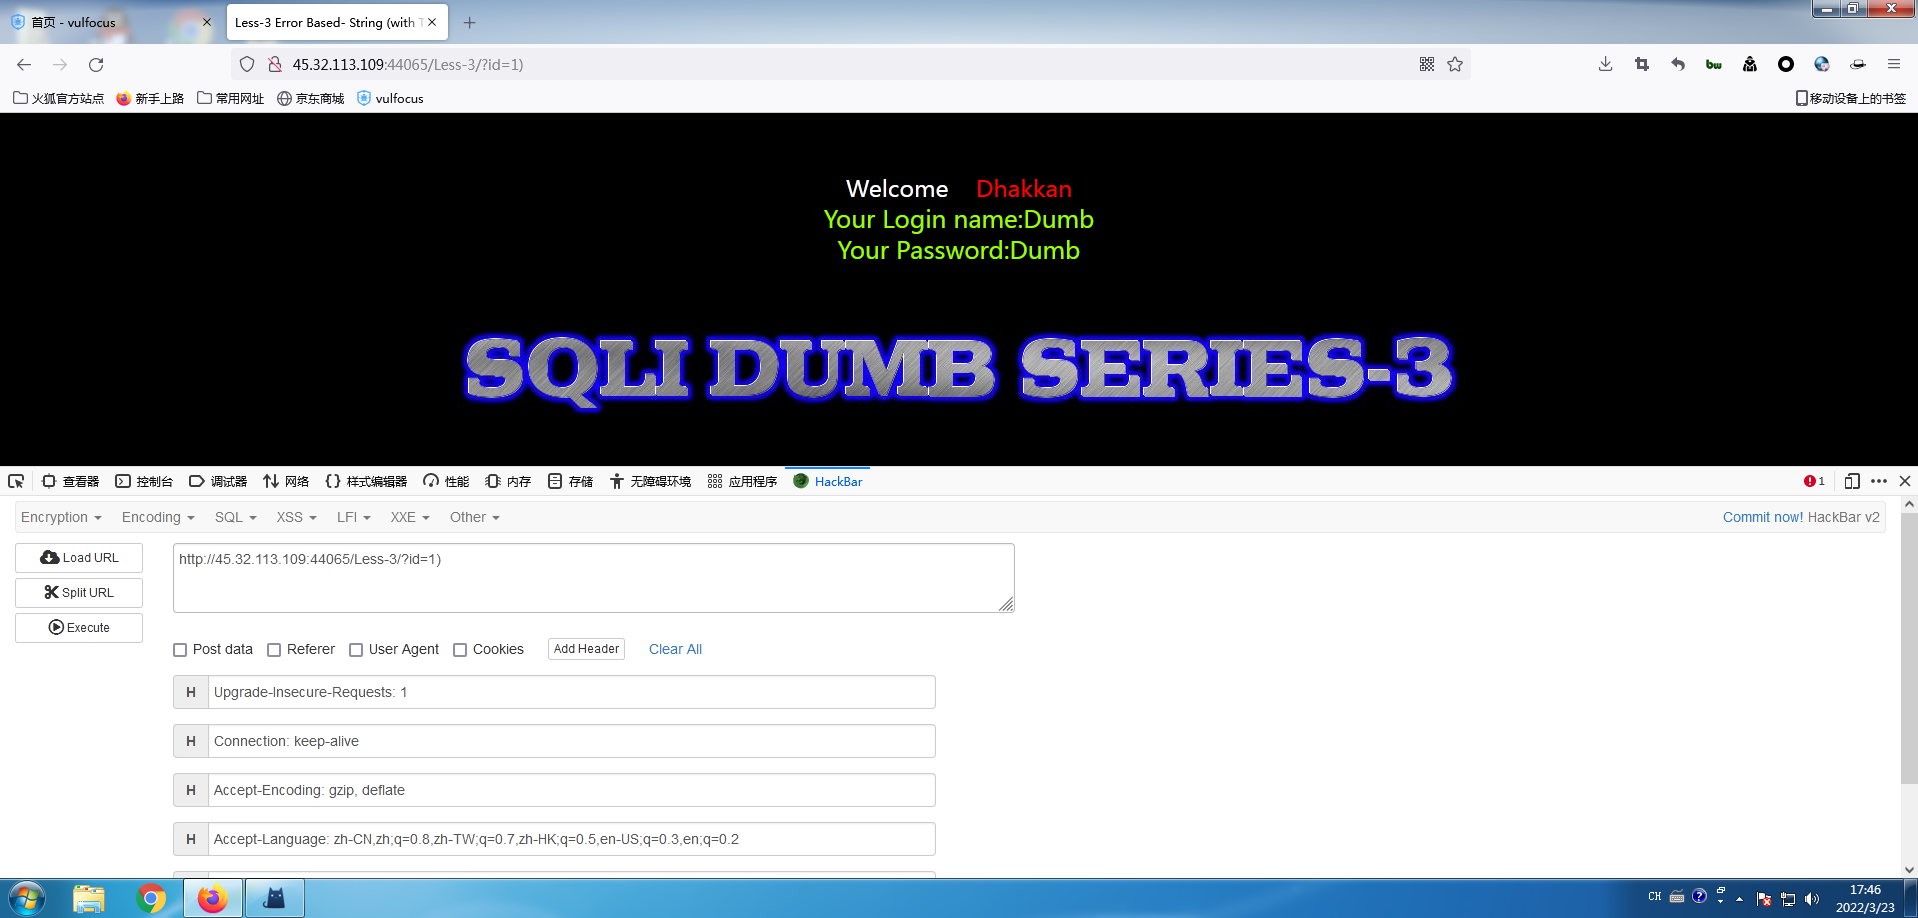 首页 - vulfocus
Less-3 Error Based- String (with T
45.32.113.109:44065/Less-3/?id=1)
火狐官方站点 新手上路 常用网址 京东商城 vulfocus 移动设备上的书签
Welcome Dhakkan
Your Login name:Dumb
Your Password:Dumb
SQLI DUMB SERIES-3
查看器 控制台 调试器 网络 样式编辑器 性能 内存 存储 无障碍环境 应用程序 HackBar 1
Encryption Encoding SQL XSS LFI XXE Other Commit now! HackBar v2
Load URL
Split URL
Execute
http://45.32.113.109:44065/Less-3/?id=1)
Post data Referer User Agent Cookies Add Header Clear All
H Upgrade-Insecure-Requests: 1
H Connection: keep-alive
H Accept-Encoding: gzip, deflate
H Accept-Language: zh-CN,zh;q=0.8,zh-TW;q=0.7,zh-HK;q=0.5,en-US;q=0.3,en;q=0.2
CH 17:46
2022/3/23